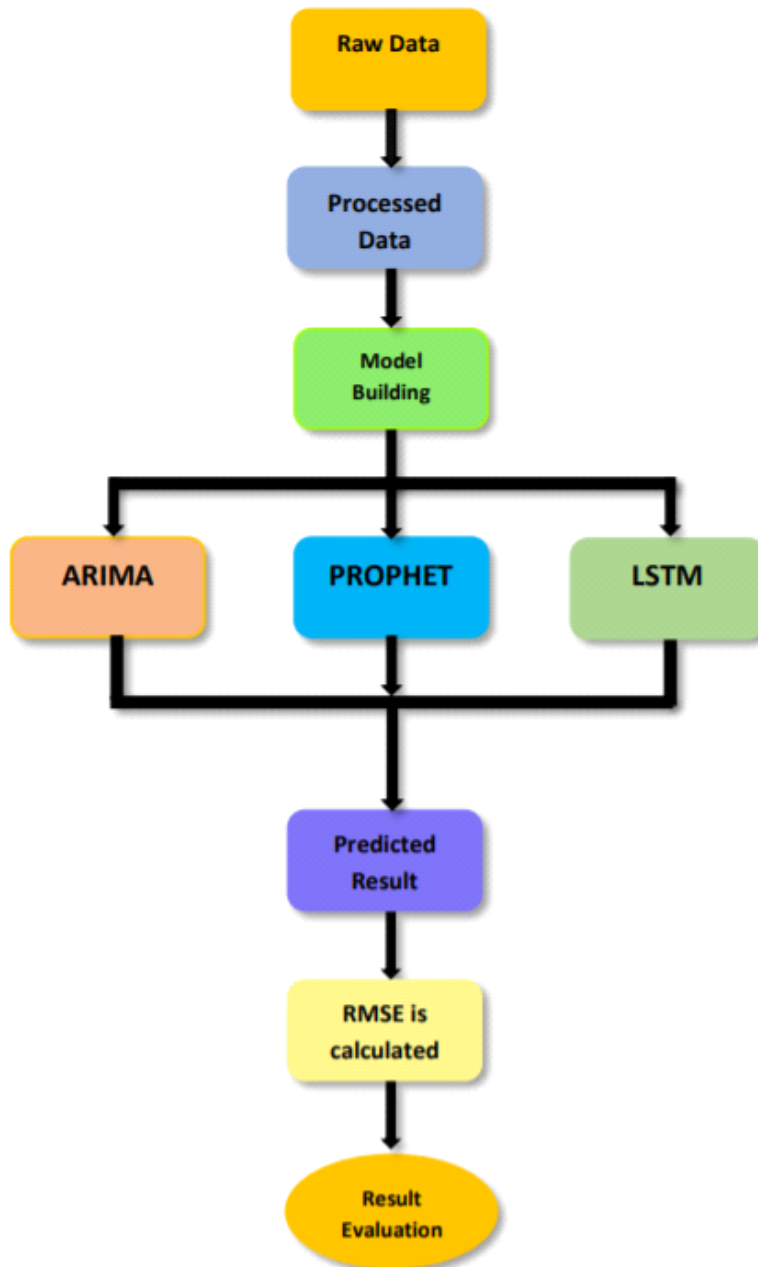 Raw Data
Processed
Data
Model
Building
ARIMA
PROPHET
LSTM
Predicted
Result
RMSE is
calculated
Result
Evaluation